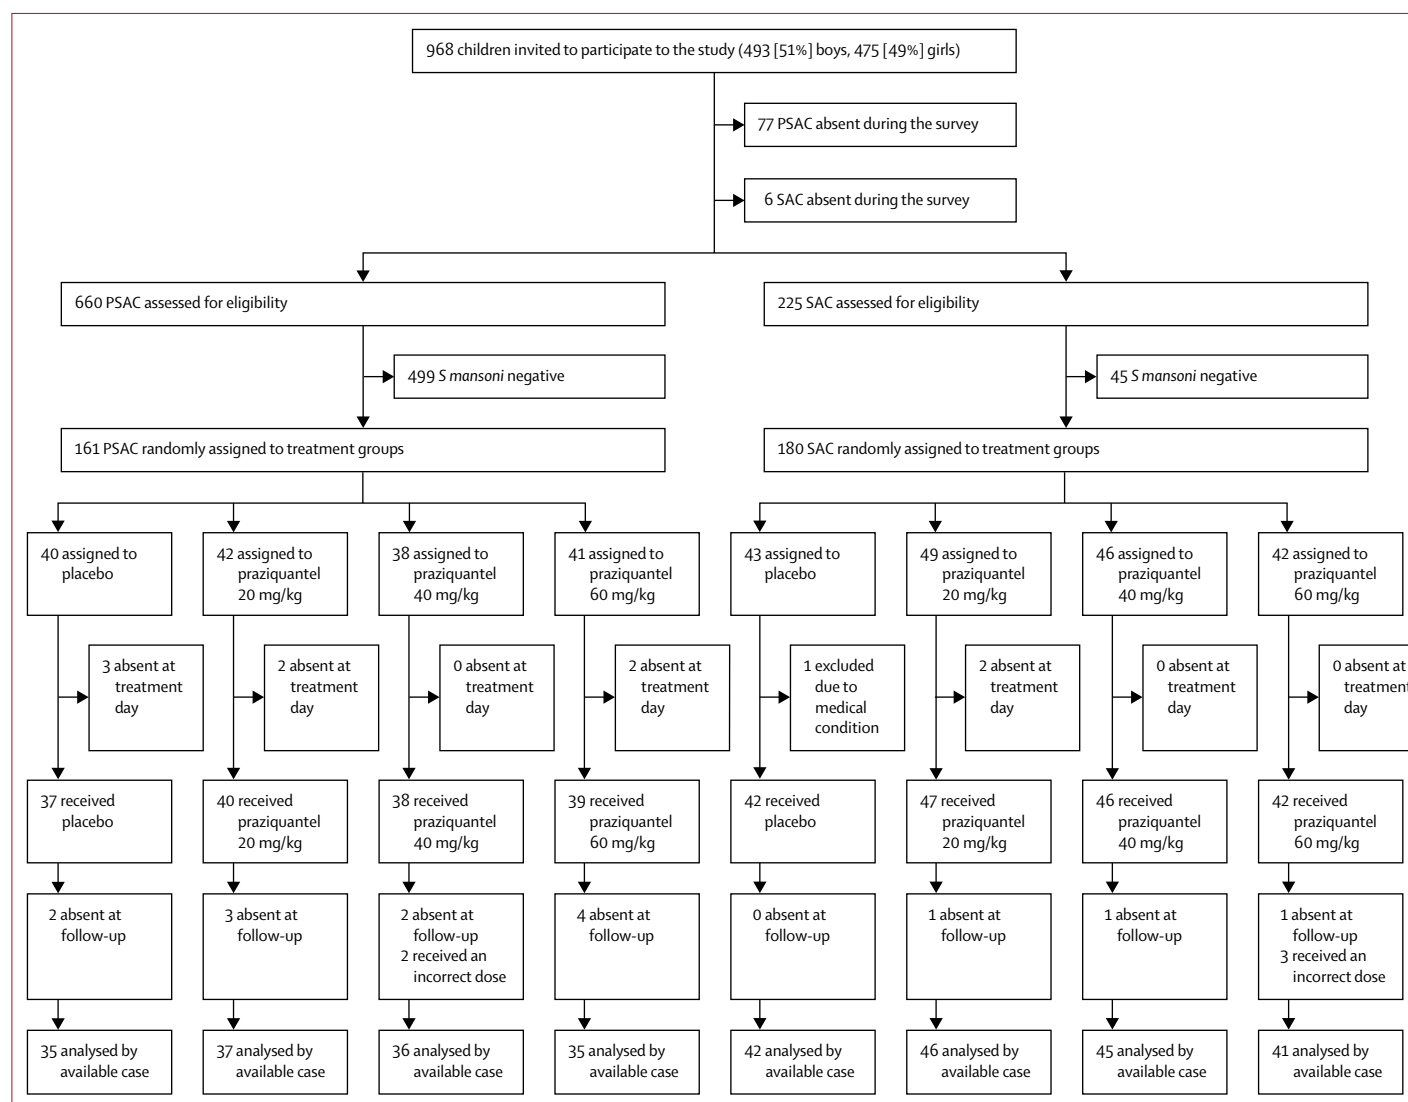 968 children invited to participate to the study (493 [51%] boys, 475 [49%] girls)
77 PSAC absent during the survey
6 SAC absent during the survey
660 PSAC assessed for eligibility
225 SAC assessed for eligibility
499 S mansoni negative
45 S mansoni negative
161 PSAC randomly assigned to treatment groups
180 SAC randomly assigned to treatment groups
40 assigned to
placebo
42 assigned to
praziquantel
20 mg/kg
38 assigned to
praziquantel
40 mg/kg
41 assigned to
praziquantel
60 mg/kg
43 assigned to
placebo
49 assigned to
praziquantel
20 mg/kg
46 assigned to
praziquantel
40 mg/kg
42 assigned to
praziquantel
60 mg/kg
3 absent at
treatment
day
2 absent at
treatment
day
0 absent at
treatment
day
2 absent at
treatment
day
1 excluded
due to
medical
condition
2 absent at
treatment
day
0 absent at
treatment
day
0 absent at
treatment
day
37 received
placebo
40 received
praziquantel
20 mg/kg
38 received
praziquantel
40 mg/kg
39 received
praziquantel
60 mg/kg
42 received
placebo
47 received
praziquantel
20 mg/kg
46 received
praziquantel
40 mg/kg
42 received
praziquantel
60 mg/kg
2 absent at
follow-up
3 absent at
follow-up
2 absent at
follow-up
2 received an
incorrect dose
4 absent at
follow-up
0 absent at
follow-up
1 absent at
follow-up
1 absent at
follow-up
1 absent at
follow-up
3 received an
incorrect dose
35 analysed by
available case
37 analysed by
available case
36 analysed by
available case
35 analysed by
available case
42 analysed by
available case
46 analysed by
available case
45 analysed by
available case
41 analysed by
available case